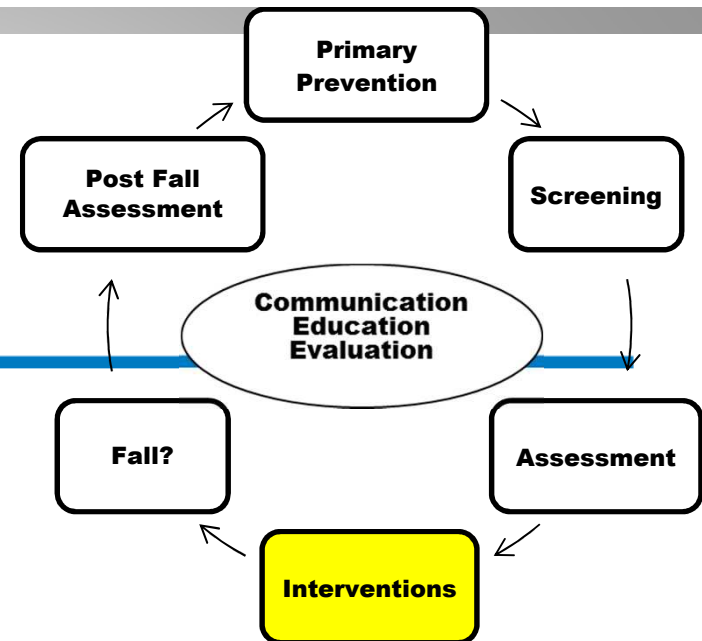 Primary
Prevention
Post Fall
Assessment
Screening
Communication
Education
Evaluation
Fall?
Assessment
Interventions